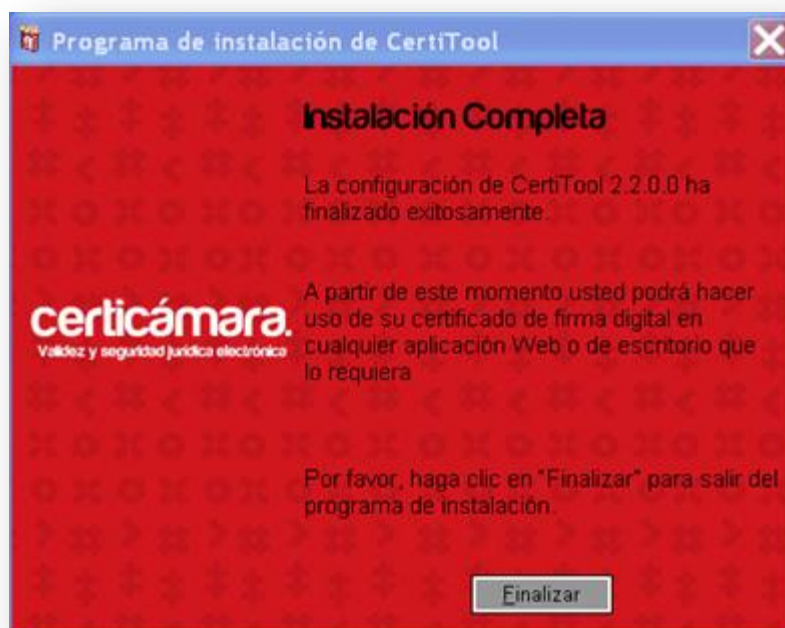 Programa de instalación de CertiTool
Instalación Completa
La configuración de CertiTool 2.2.0.0 ha
finalizado exitosamente.
certicámara.
Validez y seguridad jurídica electrónica
A partir de este momento usted podrá hacer
uso de su certificado de firma digital en
cualquier aplicación Web o de escritorio que
lo requiera
Por favor, haga clic en "Finalizar" para salir del
programa de instalación.
Finalizar